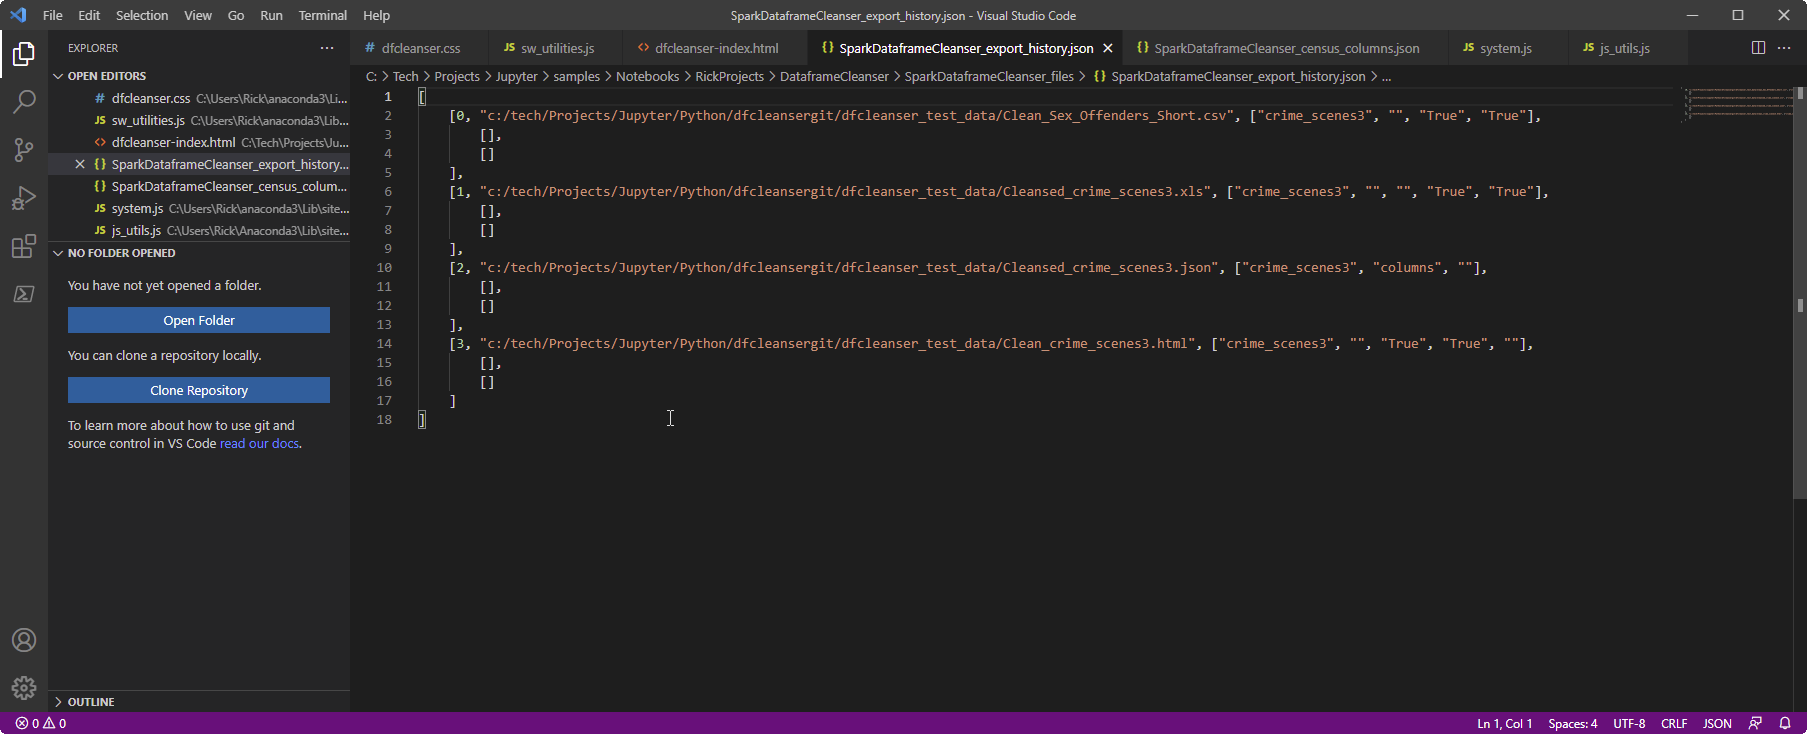 File Edit Selection View Go Run Terminal Help SparkDataframeCleanser_export_history.json - Visual Studio Code
EXPLORER
OPEN EDITORS
# dfcleanser.css C:\Users\Rick\anaconda3\Li...
JS sw_utilities.js C:\Users\Rick\anaconda3\Lib...
<> dfcleanser-index.html C:\Tech\Projects\Ju...
{} SparkDataframeCleanser_export_history...
{} SparkDataframeCleanser_census_colum...
JS system.js C:\Users\Rick\anaconda3\Lib\site...
JS js_utils.js C:\Users\Rick\Anaconda3\Lib\site...
NO FOLDER OPENED
You have not yet opened a folder.
Open Folder
You can clone a repository locally.
Clone Repository
To learn more about how to use git and
source control in VS Code read our docs.
OUTLINE
# dfcleanser.css JS sw_utilities.js <> dfcleanser-index.html {} SparkDataframeCleanser_export_history.json {} SparkDataframeCleanser_census_columns.json JS system.js JS js_utils.js
C: > Tech > Projects > Jupyter > samples > Notebooks > RickProjects > DataframeCleanser > SparkDataframeCleanser_files > {} SparkDataframeCleanser_export_history.json > ...
1 [
2 [0, "c:/tech/Projects/Jupyter/Python/dfcleansergit/dfcleanser_test_data/Clean_Sex_Offenders_Short.csv", ["crime_scenes3", "", "True", "True"],
3 [],
4 []
5 ],
6 [1, "c:/tech/Projects/Jupyter/Python/dfcleansergit/dfcleanser_test_data/Cleansed_crime_scenes3.xls", ["crime_scenes3", "", "", "True", "True"],
7 [],
8 []
9 ],
10 [2, "c:/tech/Projects/Jupyter/Python/dfcleansergit/dfcleanser_test_data/Cleansed_crime_scenes3.json", ["crime_scenes3", "columns", ""],
11 [],
12 []
13 ],
14 [3, "c:/tech/Projects/Jupyter/Python/dfcleansergit/dfcleanser_test_data/Clean_crime_scenes3.html", ["crime_scenes3", "", "True", "True", ""],
15 [],
16 []
17 ]
18 ]
0 0 Ln 1, Col 1 Spaces: 4 UTF-8 CRLF JSON